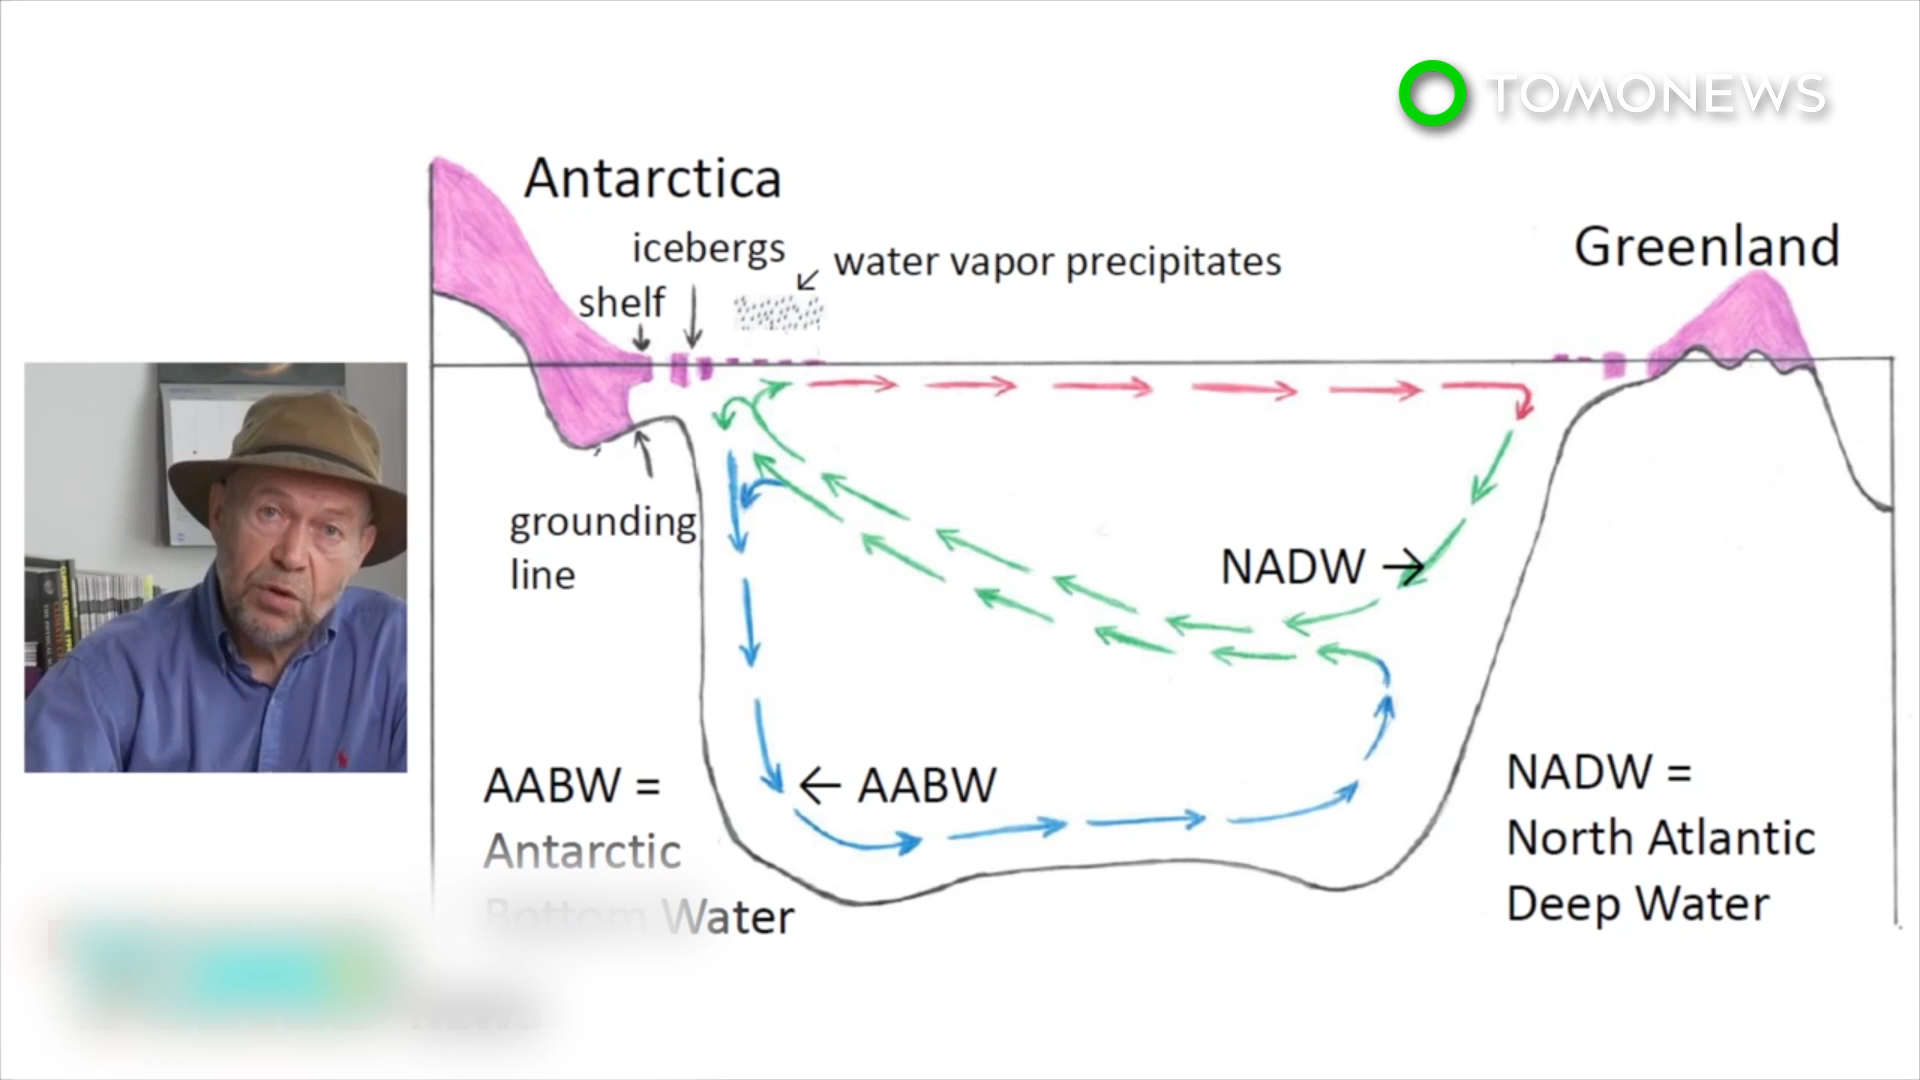 TOMONEWS
Antarctica
icebergs
water vapor precipitates
Greenland
shelf
grounding
line
NADW →
AABW =
← AABW
Antarctic
Bottom Water
NADW =
North Atlantic
Deep Water